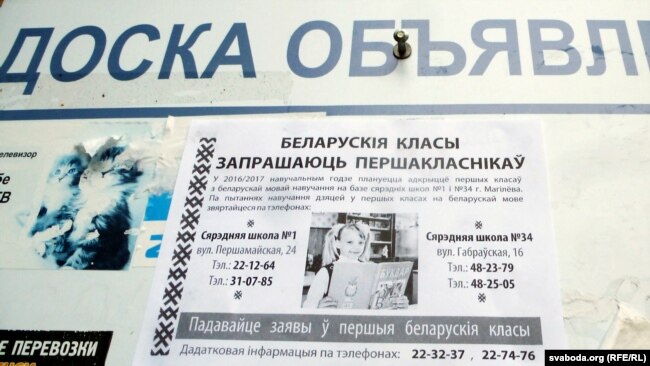 ДОСКА ОБЪЯВЛ
БЕЛАРУСКІЯ КЛАСЫ
ЗАПРАШАЮЦЬ ПЕРШАКЛАСНІКАЎ
У 2016/2017 навучальным годзе плануецца адкрыццё першых класаў
з беларускай мовай навучання на базе сярэдніх школ №1 і №34 г. Магілёва.
Па пытаннях навучання дзяцей у першых класах на беларускай мове
звяртайцеся па тэлефонах:
Сярэдняя школа №1
вул. Першамайская, 24
Тэл.: 22-12-64
Тэл.: 31-07-85
БУКВАР
Сярэдняя школа №34
вул. Габраўская, 16
Тэл.: 48-23-79
Тэл.: 48-25-05
Падавайце заявы ў першыя беларускія класы
Дадатковая інфармацыя па тэлефонах: 22-32-37 , 22-74-76
елевизор
бе
ТВ
Е ПЕРЕВОЗКИ
svaboda.org (RFE/RL)